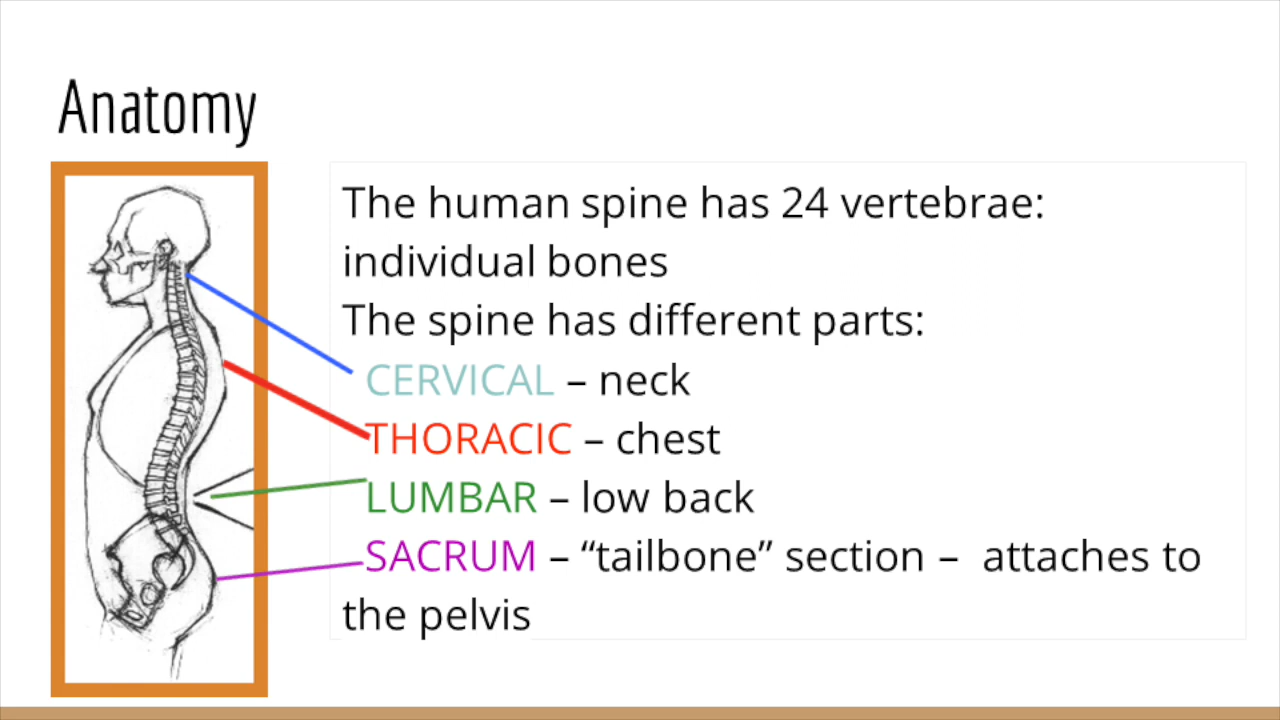 Anatomy
The human spine has 24 vertebrae:
individual bones
The spine has different parts:
CERVICAL – neck
THORACIC – chest
LUMBAR – low back
SACRUM – “tailbone” section –  attaches to
the pelvis